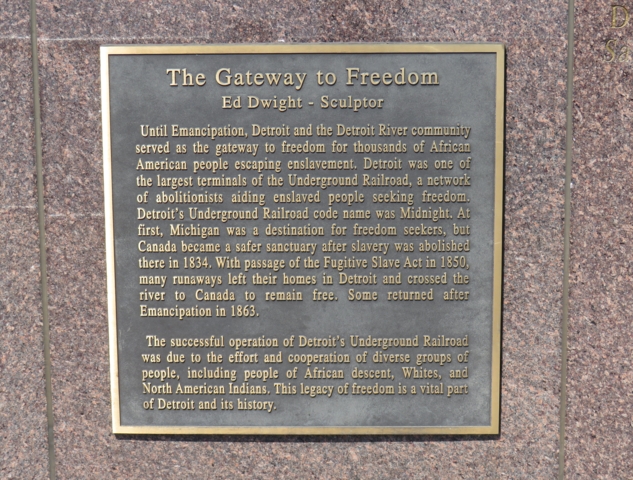 The Gateway to Freedom
Ed Dwight - Sculptor
Until Emancipation, Detroit and the Detroit River community
served as the gateway to freedom for thousands of African
American people escaping enslavement. Detroit was one of
the largest terminals of the Underground Railroad, a network
of abolitionists aiding enslaved people seeking freedom.
Detroit's Underground Railroad code name was Midnight. At
first, Michigan was a destination for freedom seekers, but
Canada became a safer sanctuary after slavery was abolished
there in 1834. With passage of the Fugitive Slave Act in 1850,
many runaways left their homes in Detroit and crossed the
river to Canada to remain free. Some returned after
Emancipation in 1863.
The successful operation of Detroit's Underground Railroad
was due to the effort and cooperation of diverse groups of
people, including people of African descent, Whites, and
North American Indians. This legacy of freedom is a vital part
of Detroit and its history.